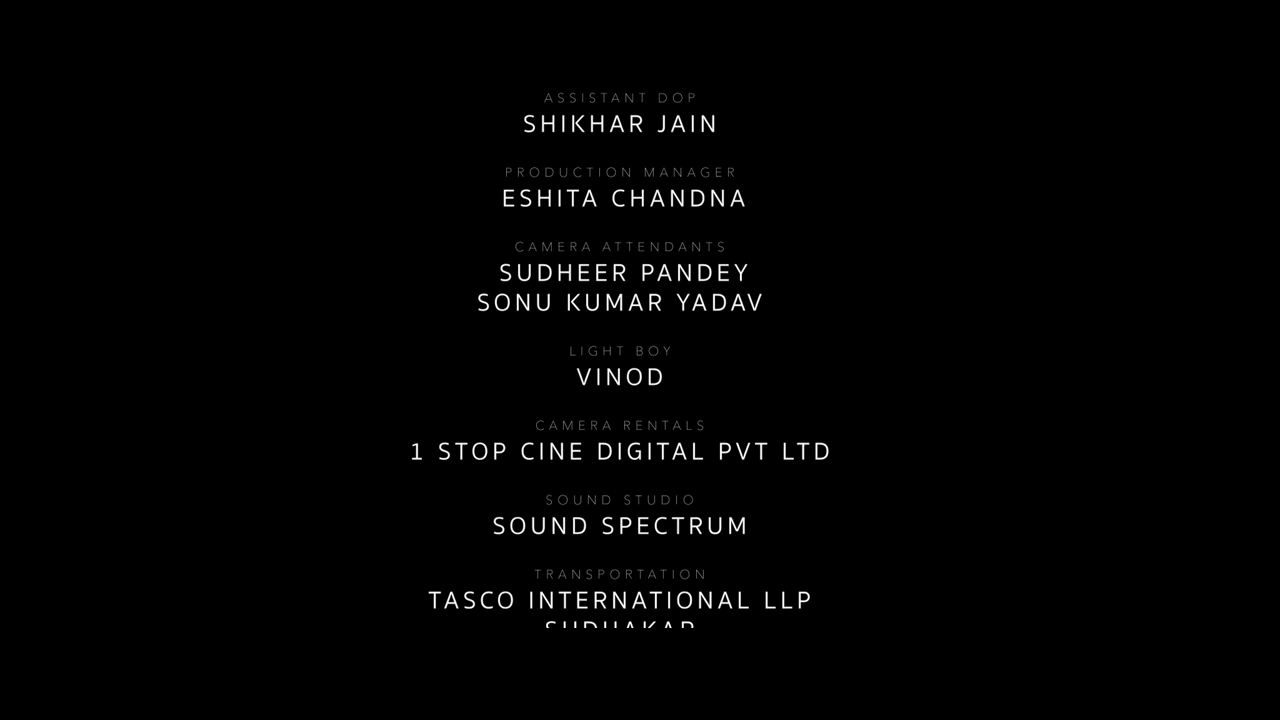 ASSISTANT DOP
SHIKHAR JAIN
PRODUCTION MANAGER
ESHITA CHANDNA
CAMERA ATTENDANTS
SUDHEER PANDEY
SONU KUMAR YADAV
LIGHT BOY
VINOD
CAMERA RENTALS
1 STOP CINE DIGITAL PVT LTD
SOUND STUDIO
SOUND SPECTRUM
TRANSPORTATION
TASCO INTERNATIONAL LLP
SUDHAKAR